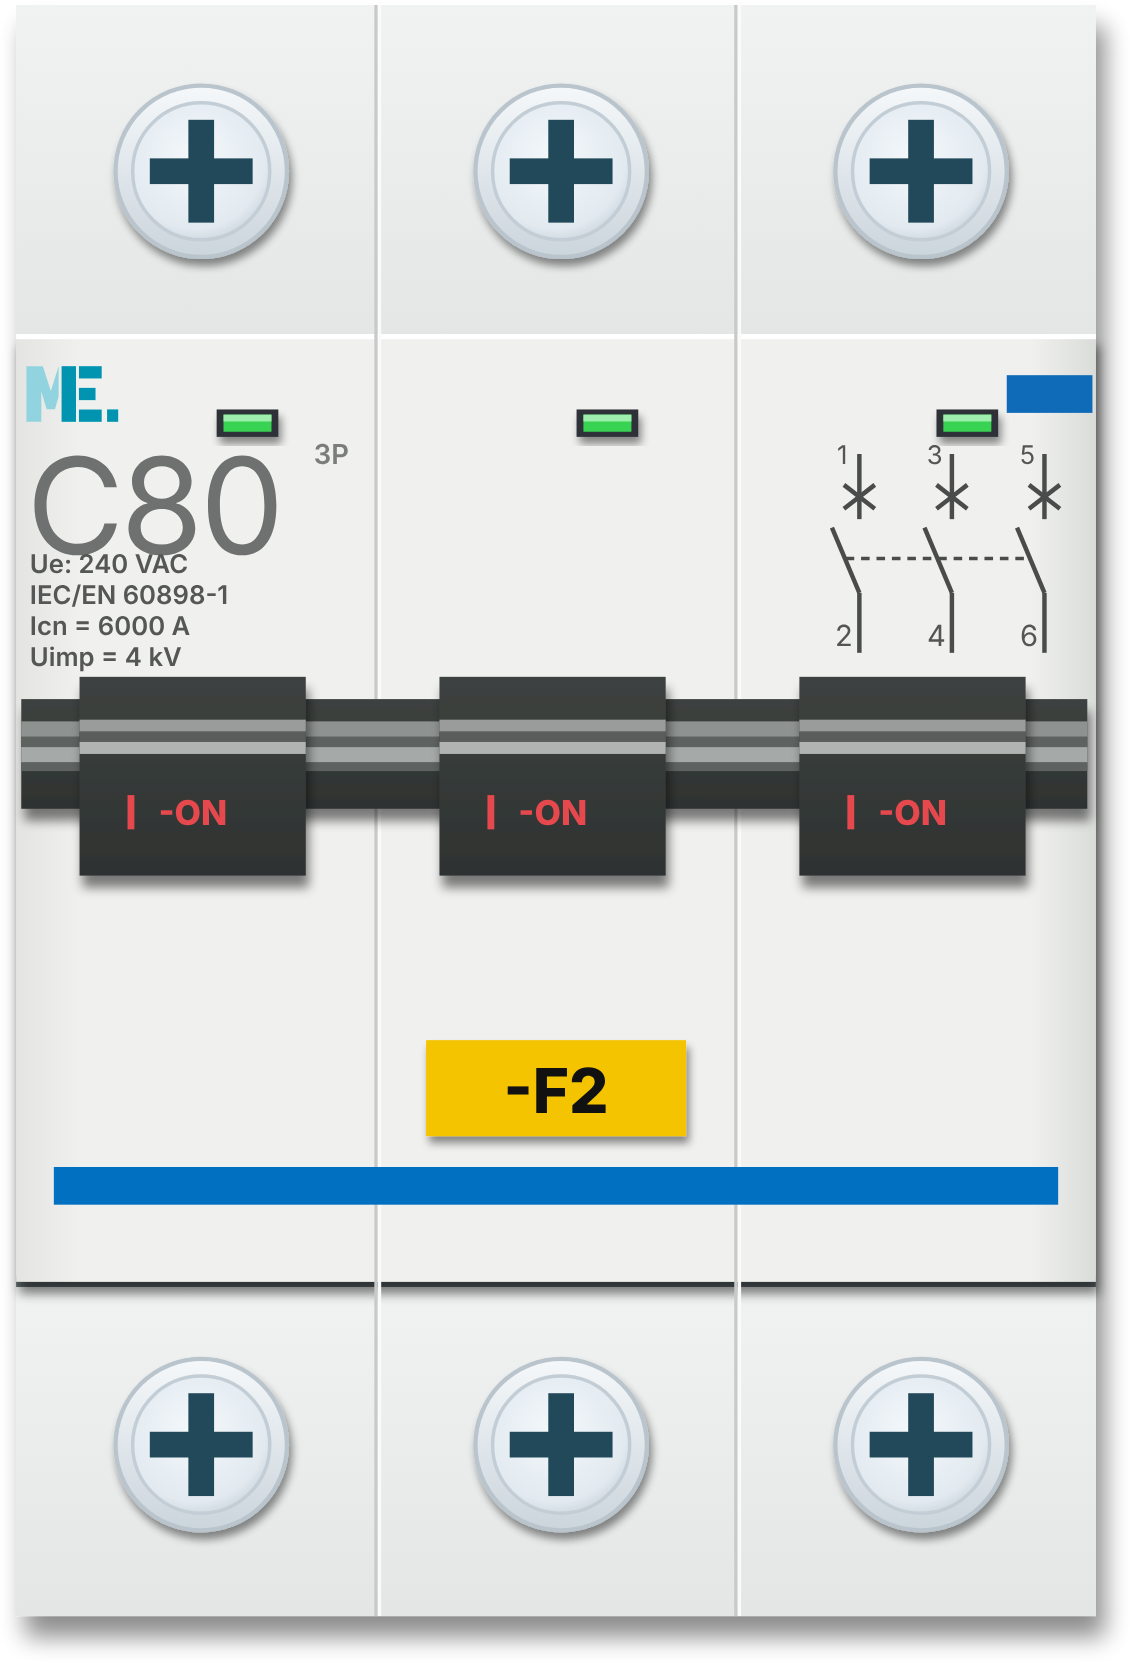 ME.
C80 3P
Ue: 240 VAC
IEC/EN 60898-1
Icn = 6000 A
Uimp = 4 kV
1 3 5
2 4 6
I -ON I -ON I -ON
-F2